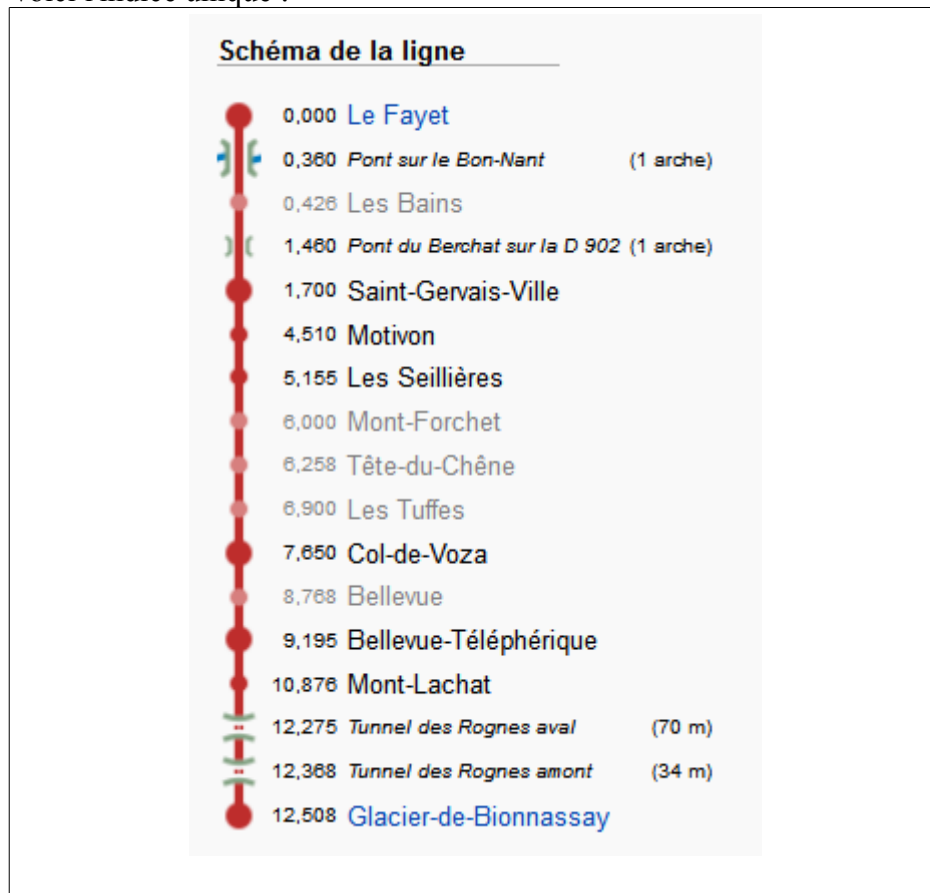 Voici l'indice unique :
Schéma de la ligne
0,000 Le Fayet
0,360 Pont sur le Bon-Nant (1 arche)
0,426 Les Bains
1,460 Pont du Berchat sur la D 902 (1 arche)
1,700 Saint-Gervais-Ville
4,510 Motivon
5,155 Les Seillières
6,000 Mont-Forchet
6,258 Tête-du-Chêne
6,900 Les Tuffes
7,650 Col-de-Voza
8,768 Bellevue
9,195 Bellevue-Téléphérique
10,876 Mont-Lachat
12,275 Tunnel des Rognes aval (70 m)
12,368 Tunnel des Rognes amont (34 m)
12,508 Glacier-de-Bionnassay